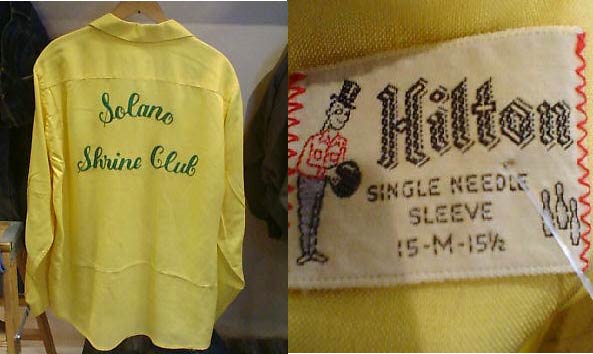 Solano
Shrine Club
Hilton
SINGLE NEEDLE
SLEEVE
15-M-15½